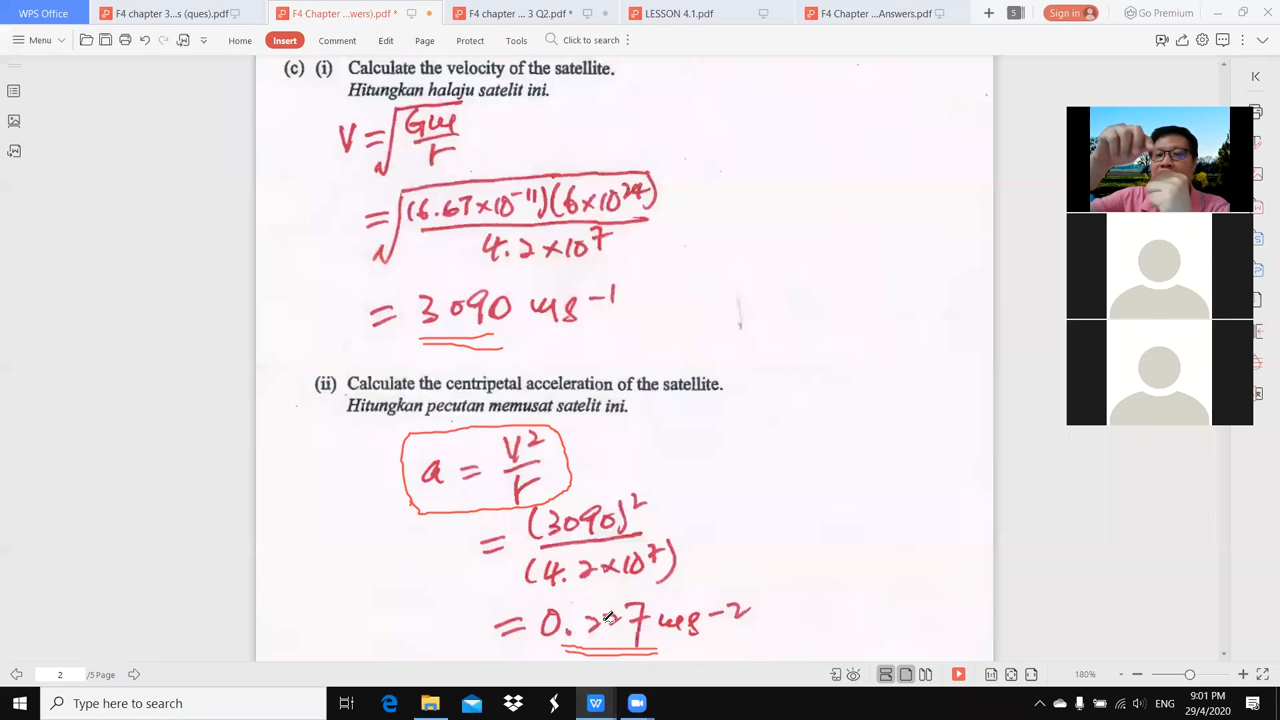 WPS Office
F4 chapter 3...s (ques).pdf
F4 Chapter ...wers).pdf *
F4 chapter ... 3 Q2.pdf *
LESSON 4.1.pdf
F4 Chapter ...Answers.pdf
Sign in
Go Premium
Menu
Home
Insert
Comment
Edit
Page
Protect
Tools
Click to search
(c) (i) Calculate the velocity of the satellite.
Hitungkan halaju satelit ini.
V = √(GM/r)
= √((6.67×10⁻¹¹)(6×10²⁴)/4.2×10⁷)
= 3090 ms⁻¹
(ii) Calculate the centripetal acceleration of the satellite.
Hitungkan pecutan memusat satelit ini.
a = V²/r
= (3090)²/(4.2×10⁷)
= 0.227 ms⁻²
2
/5 Page
180%
Type here to search
ENG
9:01 PM
29/4/2020